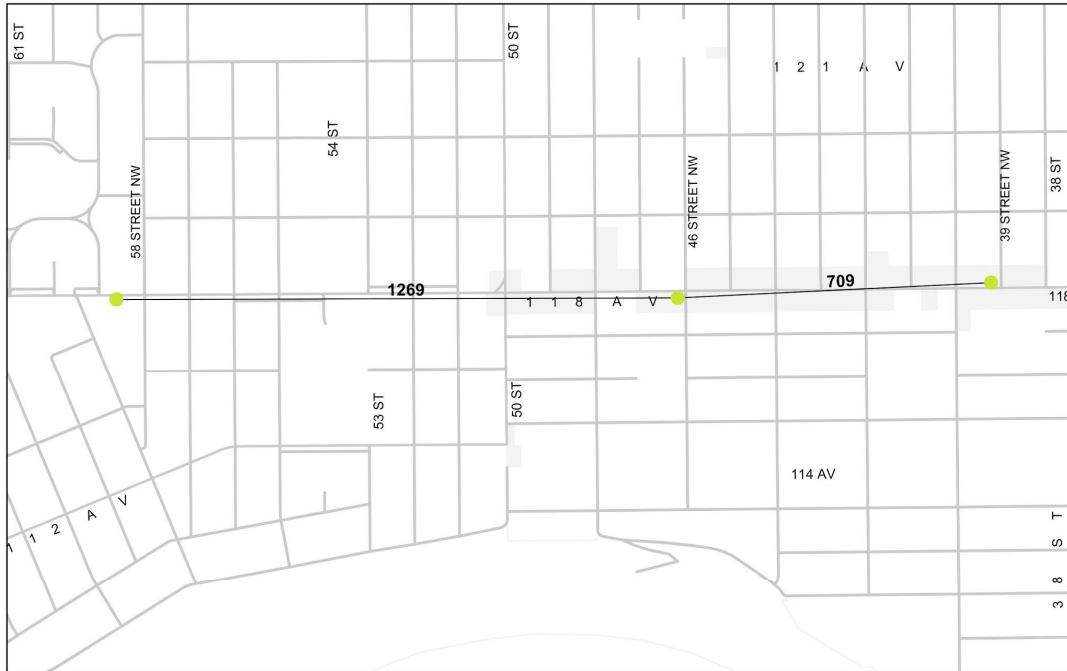 61 ST
50 ST
1 2 1 A V
54 ST
58 STREET NW
46 STREET NW
39 STREET NW
38 ST
1269
709
1 1 8 A V
118
53 ST
50 ST
114 AV
1 1 2 A V
3 8 S T